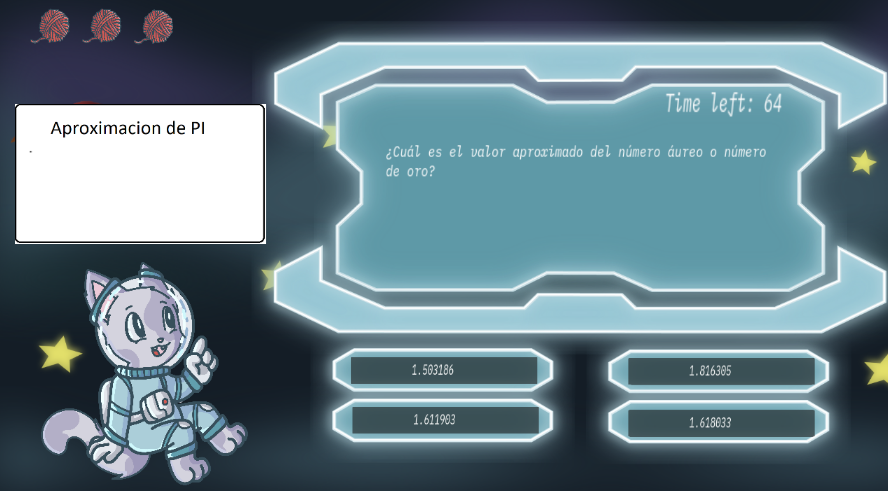 Time left: 64
Aproximacion de PI
¿Cuál es el valor aproximado del número áureo o número
de oro?
1.503186
1.816305
1.611903
1.618033